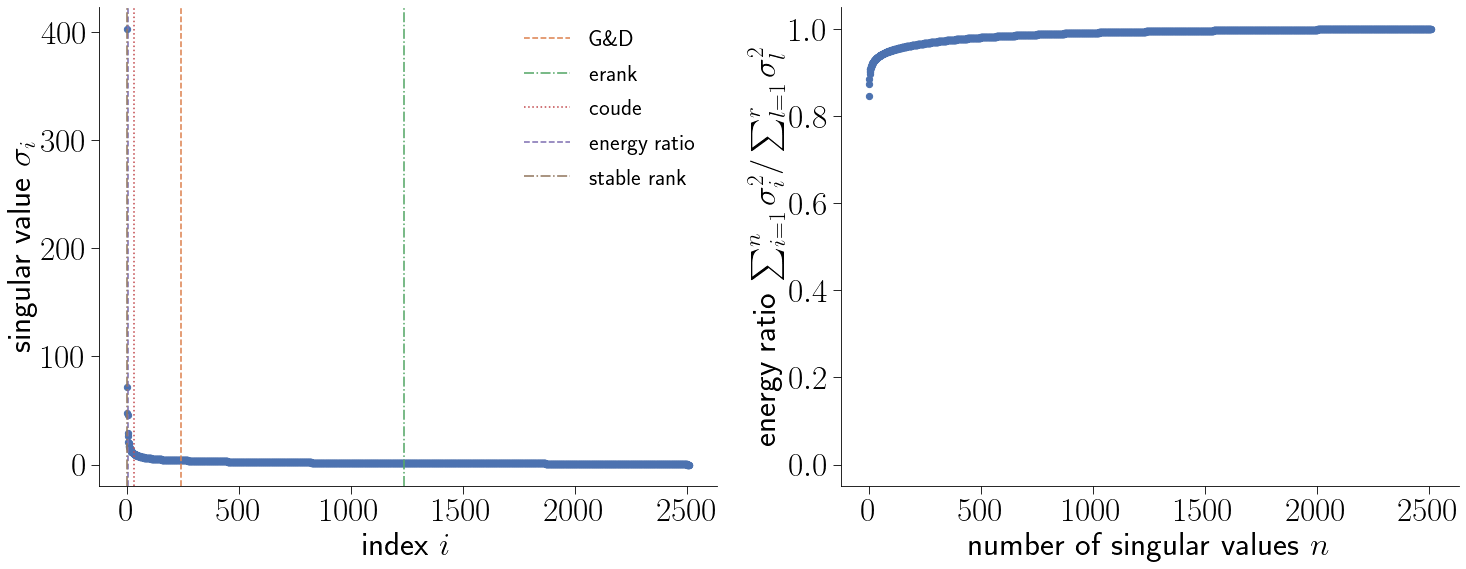 400
300
200
100
0
singular value σ_i
0 500 1000 1500 2000 2500
index i
G&D
erank
coude
energy ratio
stable rank
1.0
0.8
0.6
0.4
0.2
0.0
energy ratio ∑_{i=1}^{n} σ_i^2 / ∑_{l=1}^{r} σ_l^2
0 500 1000 1500 2000 2500
number of singular values n